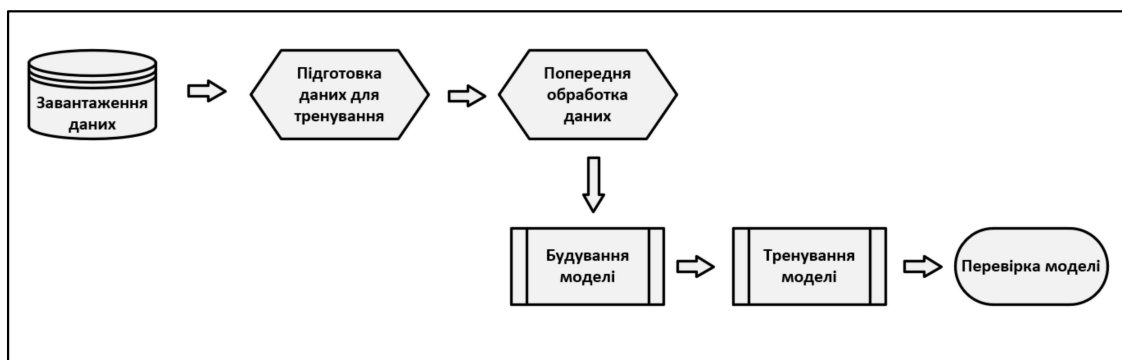 Завантаження
даних
Підготовка
даних для
тренування
Попередня
обработка
даних
Будування
моделі
Тренування
моделі
Перевірка моделі